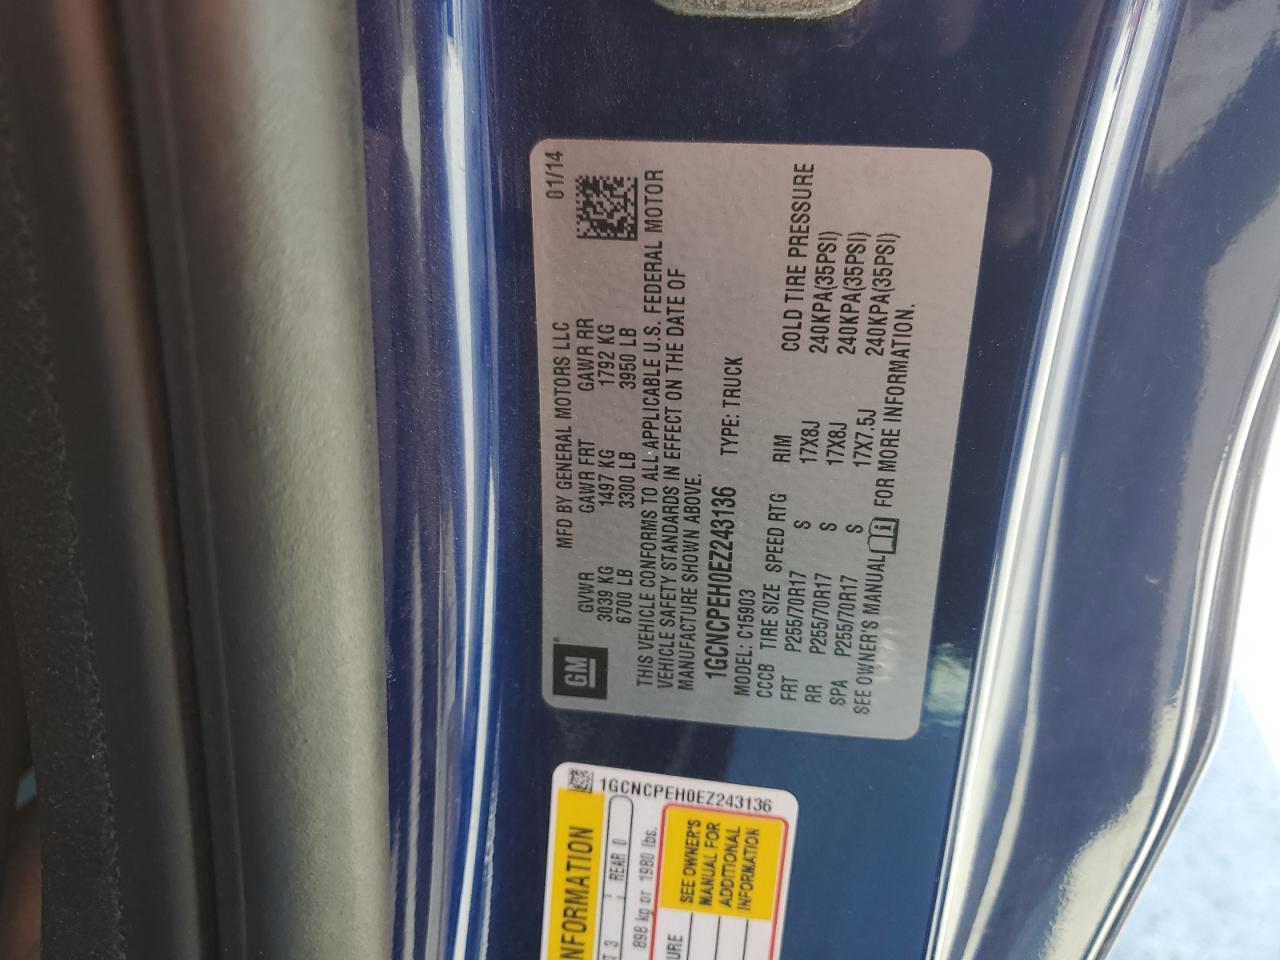 GM
MFD BY GENERAL MOTORS LLC 01/14
GVWR GAWR FRT GAWR RR
3039 KG 1497 KG 1792 KG
6700 LB 3300 LB 3950 LB
THIS VEHICLE CONFORMS TO ALL APPLICABLE U.S. FEDERAL MOTOR
VEHICLE SAFETY STANDARDS IN EFFECT ON THE DATE OF
MANUFACTURE SHOWN ABOVE.
1GCNCPEH0EZ243136 TYPE: TRUCK
MODEL: C15903
CCCB TIRE SIZE SPEED RTG RIM COLD TIRE PRESSURE
FRT P255/70R17 S 17X8J 240KPA(35PSI)
RR P255/70R17 S 17X8J 240KPA(35PSI)
SPA P255/70R17 S 17X7.5J 240KPA(35PSI)
SEE OWNER'S MANUAL FOR MORE INFORMATION.
1GCNCPEH0EZ243136
NFORMATION
T 3 REAR 0
898 kg or 1980 lbs.
URE
SEE OWNER'S
MANUAL FOR
ADDITIONAL
INFORMATION